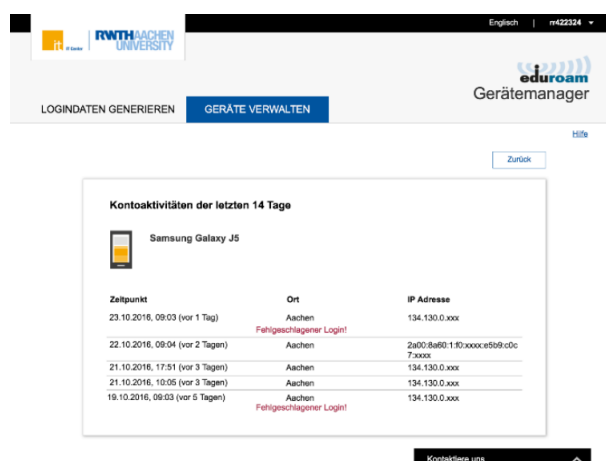 Englisch | rr422324
it. IT Center RWTHAACHEN
UNIVERSITY
eduroam
Gerätemanager
LOGINDATEN GENERIEREN GERÄTE VERWALTEN
Hilfe
Zurück
Kontoaktivitäten der letzten 14 Tage
Samsung Galaxy J5
Zeitpunkt Ort IP Adresse
23.10.2016, 09:03 (vor 1 Tag) Aachen 134.130.0.xxx
Fehlgeschlagener Login!
22.10.2016, 09:04 (vor 2 Tagen) Aachen 2a00:8a60:1:f0:xxxx:e5b9:c0c
7:xxxx
21.10.2016, 17:51 (vor 3 Tagen) Aachen 134.130.0.xxx
21.10.2016, 10:05 (vor 3 Tagen) Aachen 134.130.0.xxx
19.10.2016, 09:03 (vor 5 Tagen) Aachen 134.130.0.xxx
Fehlgeschlagener Login!
Kontaktiere uns